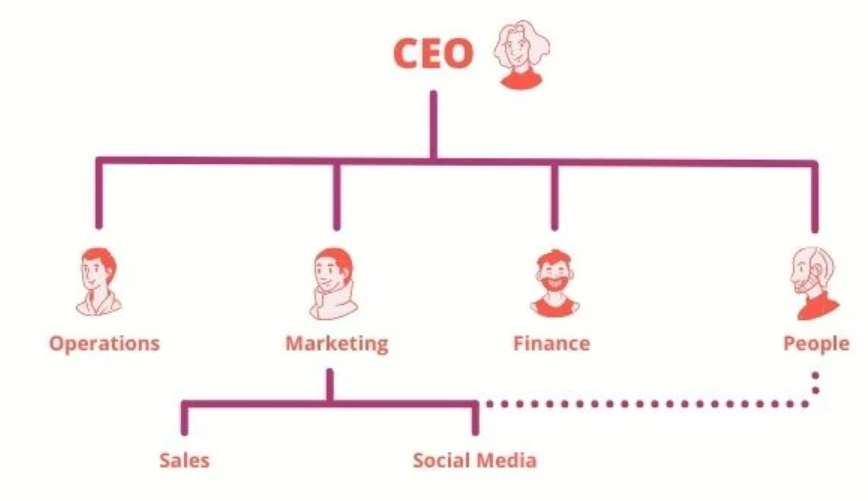 CEO
Operations
Marketing
Finance
People
Sales
Social Media